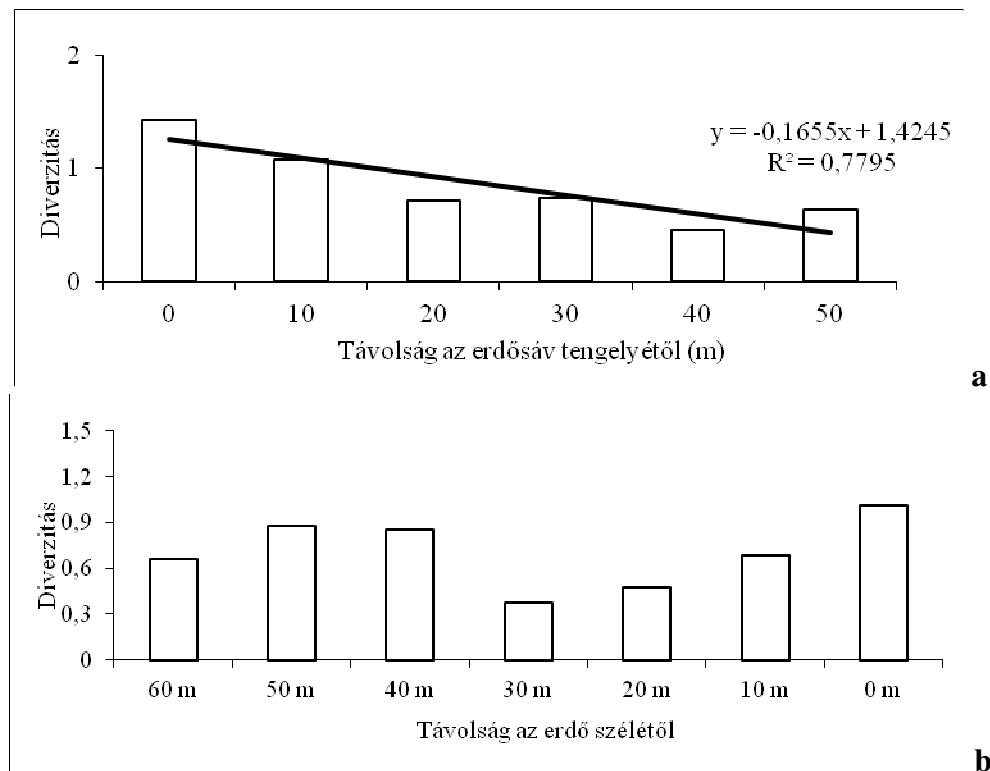 2
y = -0,1655x + 1,4245
R² = 0,7795
Diverzitás
1
0
0 10 20 30 40 50
Távolság az erdősáv tengelyétől (m)
a
1,5
1,2
0,9
Diverzitás
0,6
0,3
0
60 m 50 m 40 m 30 m 20 m 10 m 0 m
Távolság az erdő szélétől
b